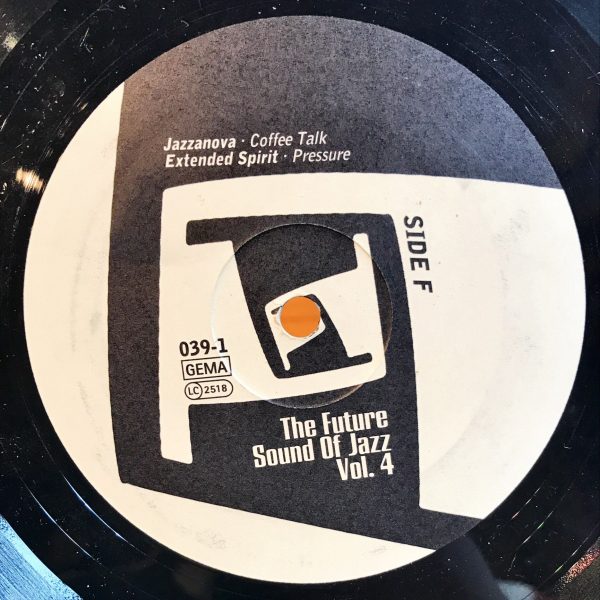 Jazzanova · Coffee Talk
Extended Spirit · Pressure
SIDE F
039-1
GEMA
LC 2518
The Future
Sound Of Jazz
Vol. 4